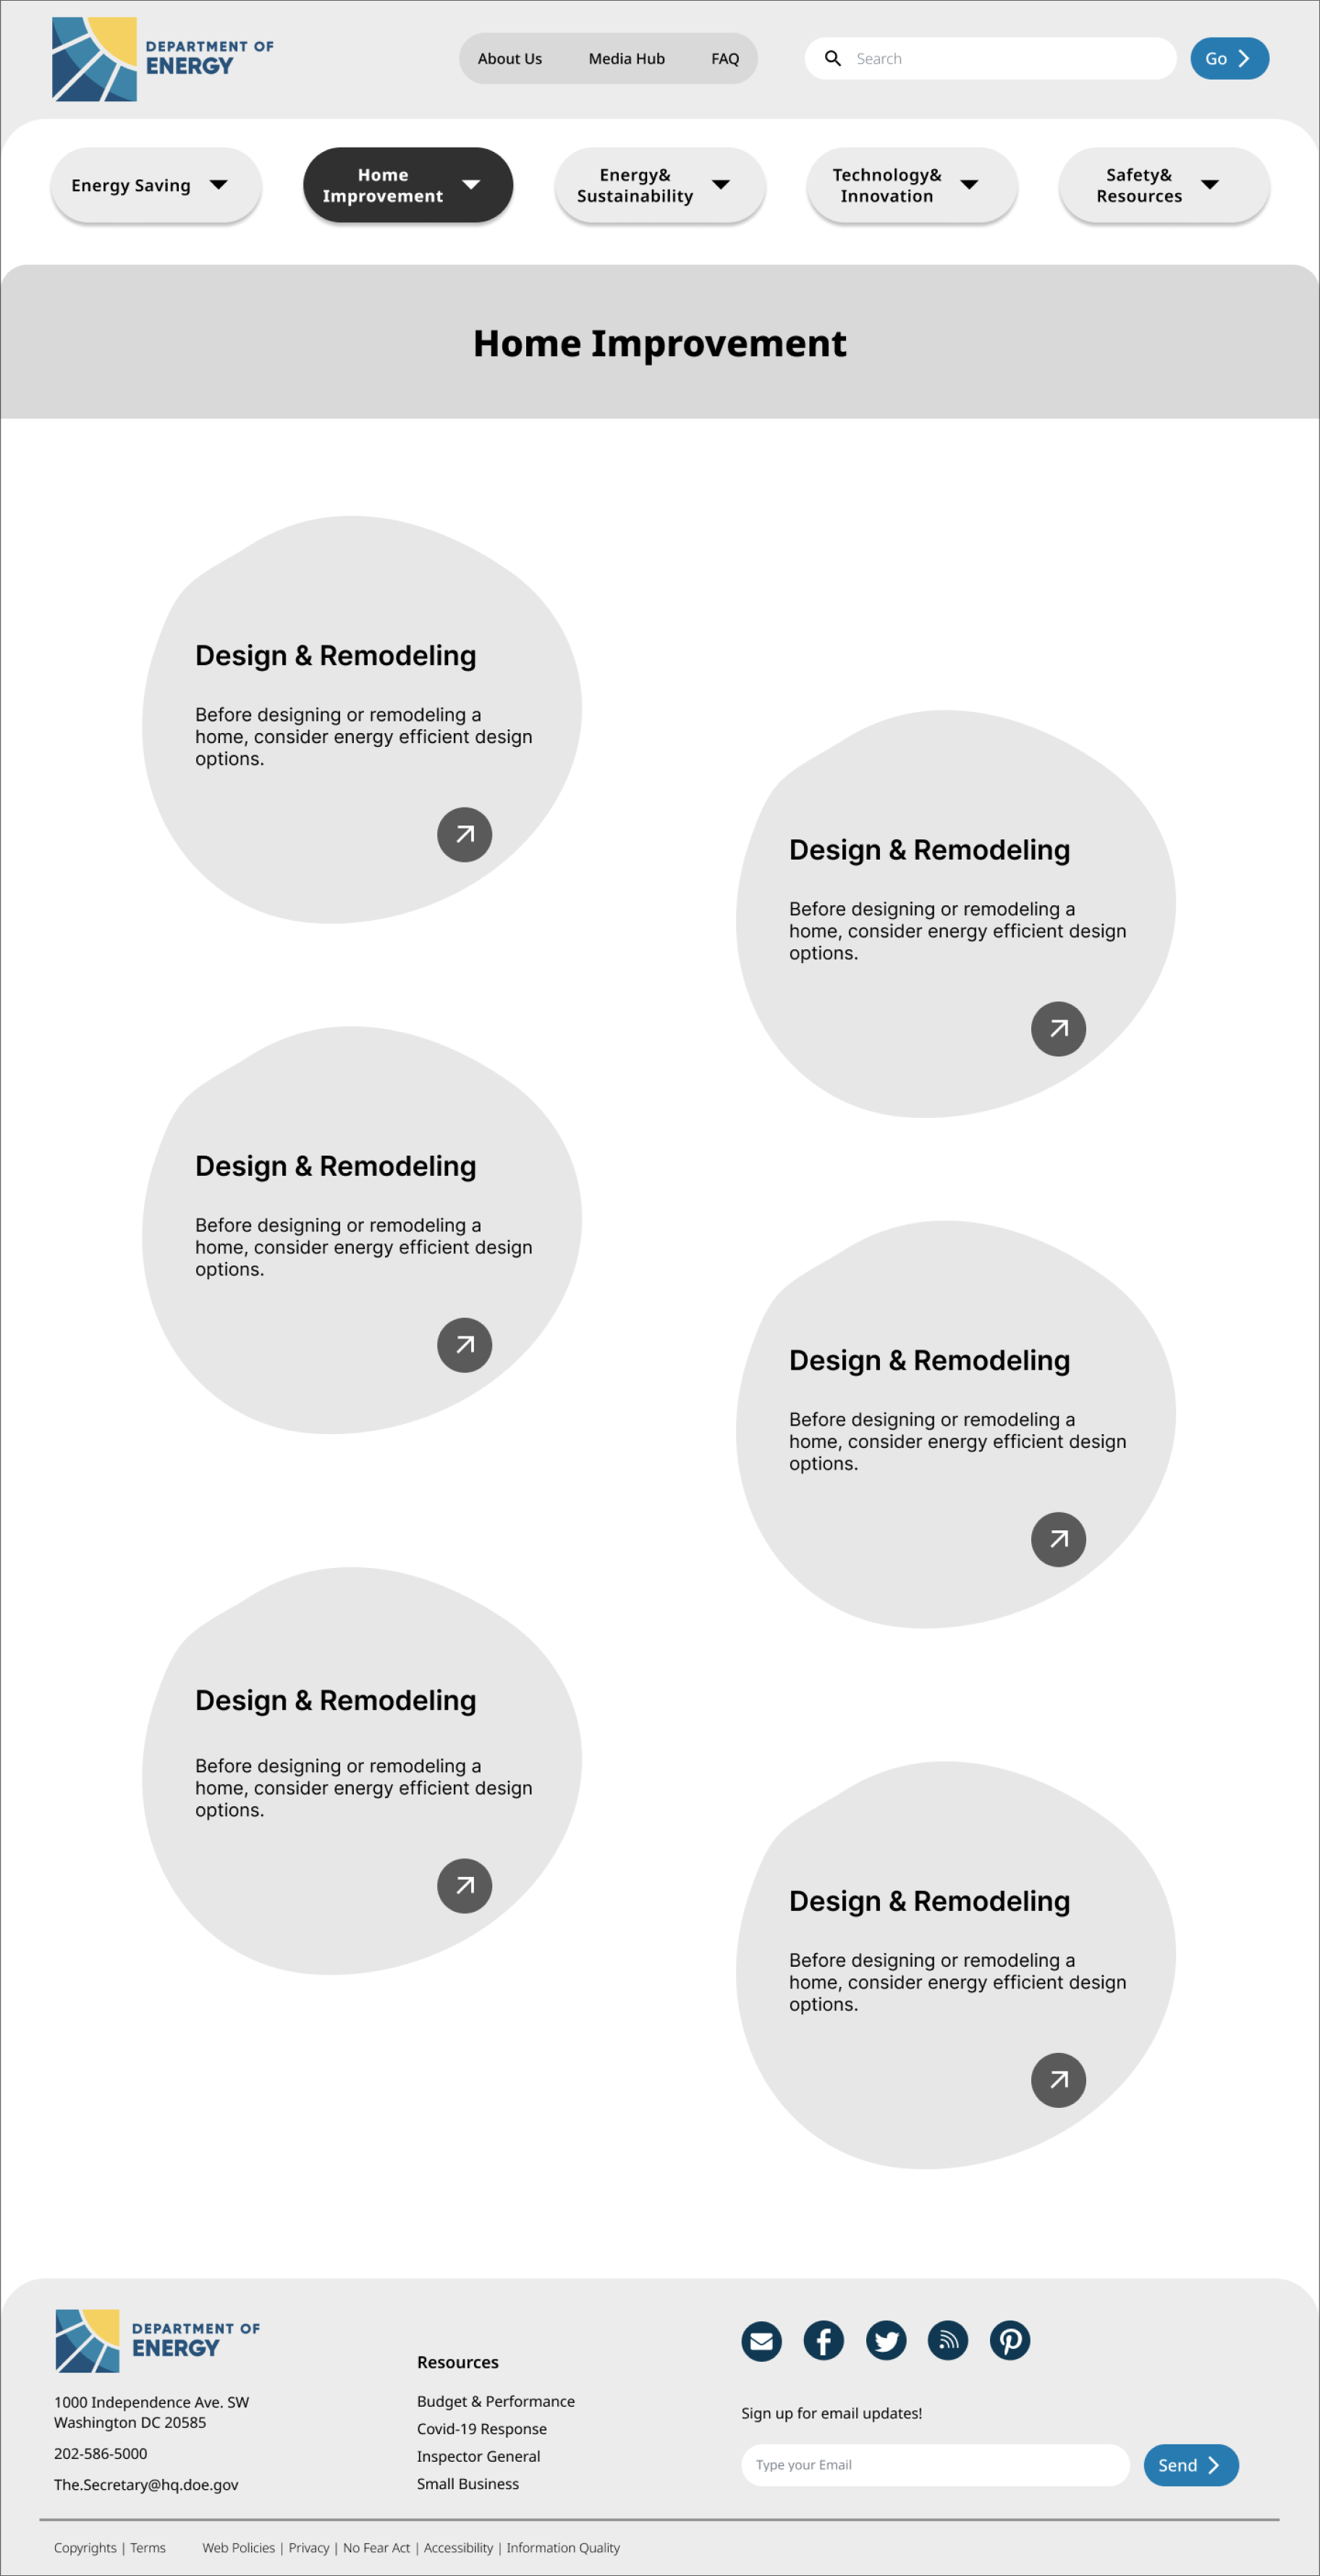 DEPARTMENT OF
ENERGY
About Us
Media Hub
FAQ
Search
Go
Energy Saving
Home
Improvement
Energy&
Sustainability
Technology&
Innovation
Safety&
Resources
Home Improvement
Design & Remodeling
Before designing or remodeling a
home, consider energy efficient design
options.
Design & Remodeling
Before designing or remodeling a
home, consider energy efficient design
options.
Design & Remodeling
Before designing or remodeling a
home, consider energy efficient design
options.
Design & Remodeling
Before designing or remodeling a
home, consider energy efficient design
options.
Design & Remodeling
Before designing or remodeling a
home, consider energy efficient design
options.
Design & Remodeling
Before designing or remodeling a
home, consider energy efficient design
options.
DEPARTMENT OF
ENERGY
1000 Independence Ave. SW
Washington DC 20585
202-586-5000
The.Secretary@hq.doe.gov
Resources
Budget & Performance
Covid-19 Response
Inspector General
Small Business
Sign up for email updates!
Type your Email
Send
Copyrights | Terms
Web Policies | Privacy | No Fear Act | Accessibility | Information Quality